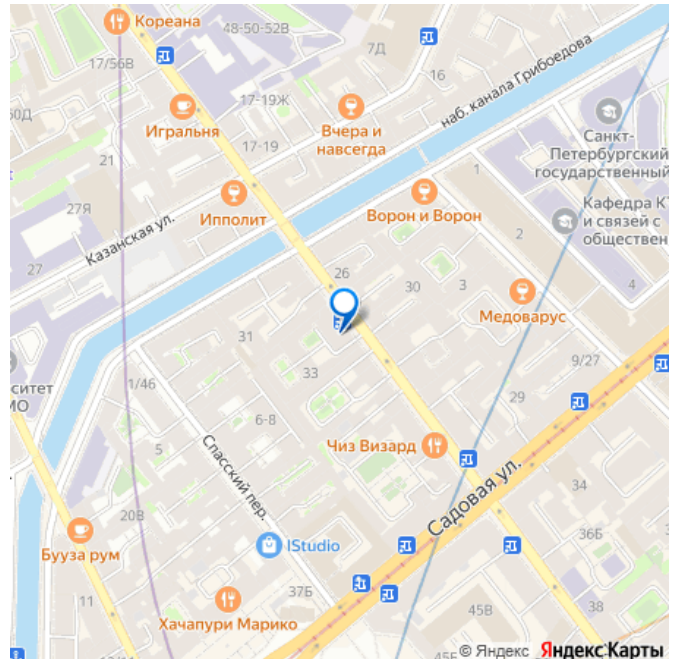 Кореана
48-50-52В
7Д
17/56В
16
наб. канала Грибоедова
17-19Ж
Игральня
Вчера и
навсегда
Санкт-
Петербургский
государственный
21
17-19
1
27Я
Ипполит
Ворон и Ворон
Кафедра
и связей с
обществен
Казанская ул.
2
27
26
30
3
4
Медоварус
31
33
9/27
ситет
МО
1/46
29
6-8
5
Чиз Визард
Спасский пер.
Садовая ул.
34
20В
36Б
IStudio
Бууза рум
37Б
11
Хачапури Марико
45В
38
45Б
© Яндекс Яндекс Карты